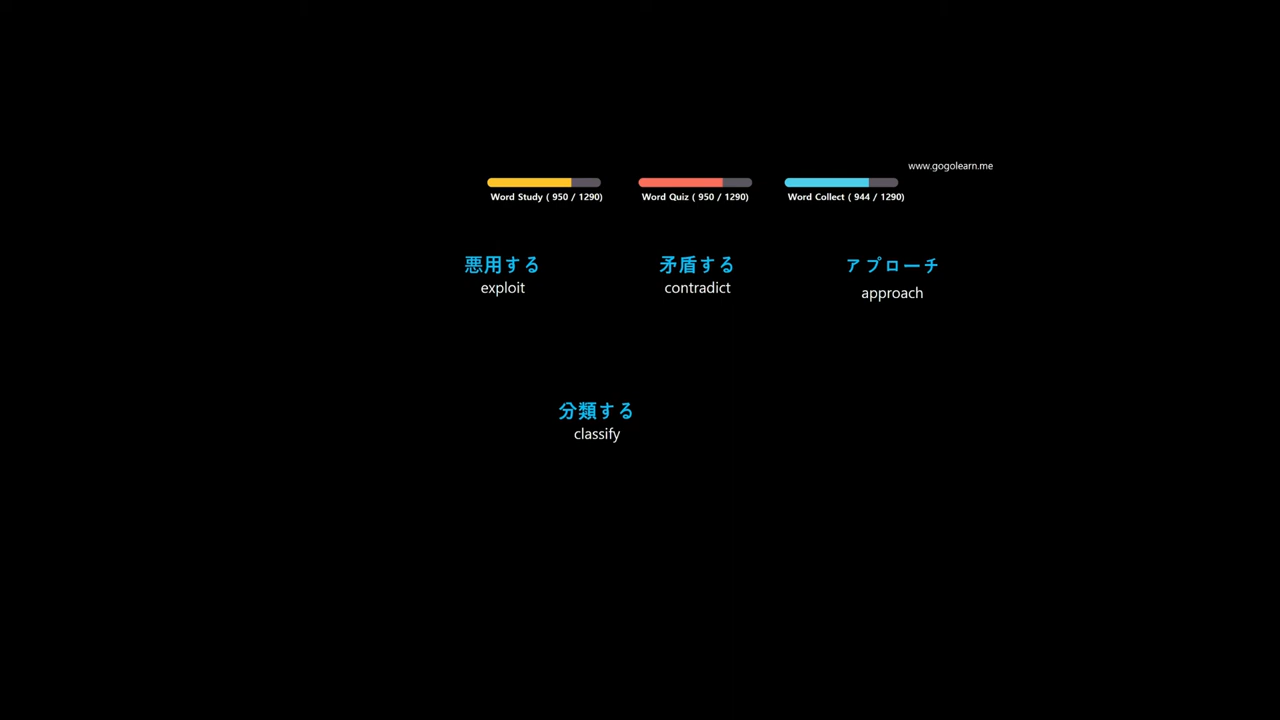 www.gogolearn.me
Word Study ( 950 / 1290)
Word Quiz ( 950 / 1290)
Word Collect ( 944 / 1290)
悪用する
exploit
矛盾する
contradict
アプローチ
approach
分類する
classify